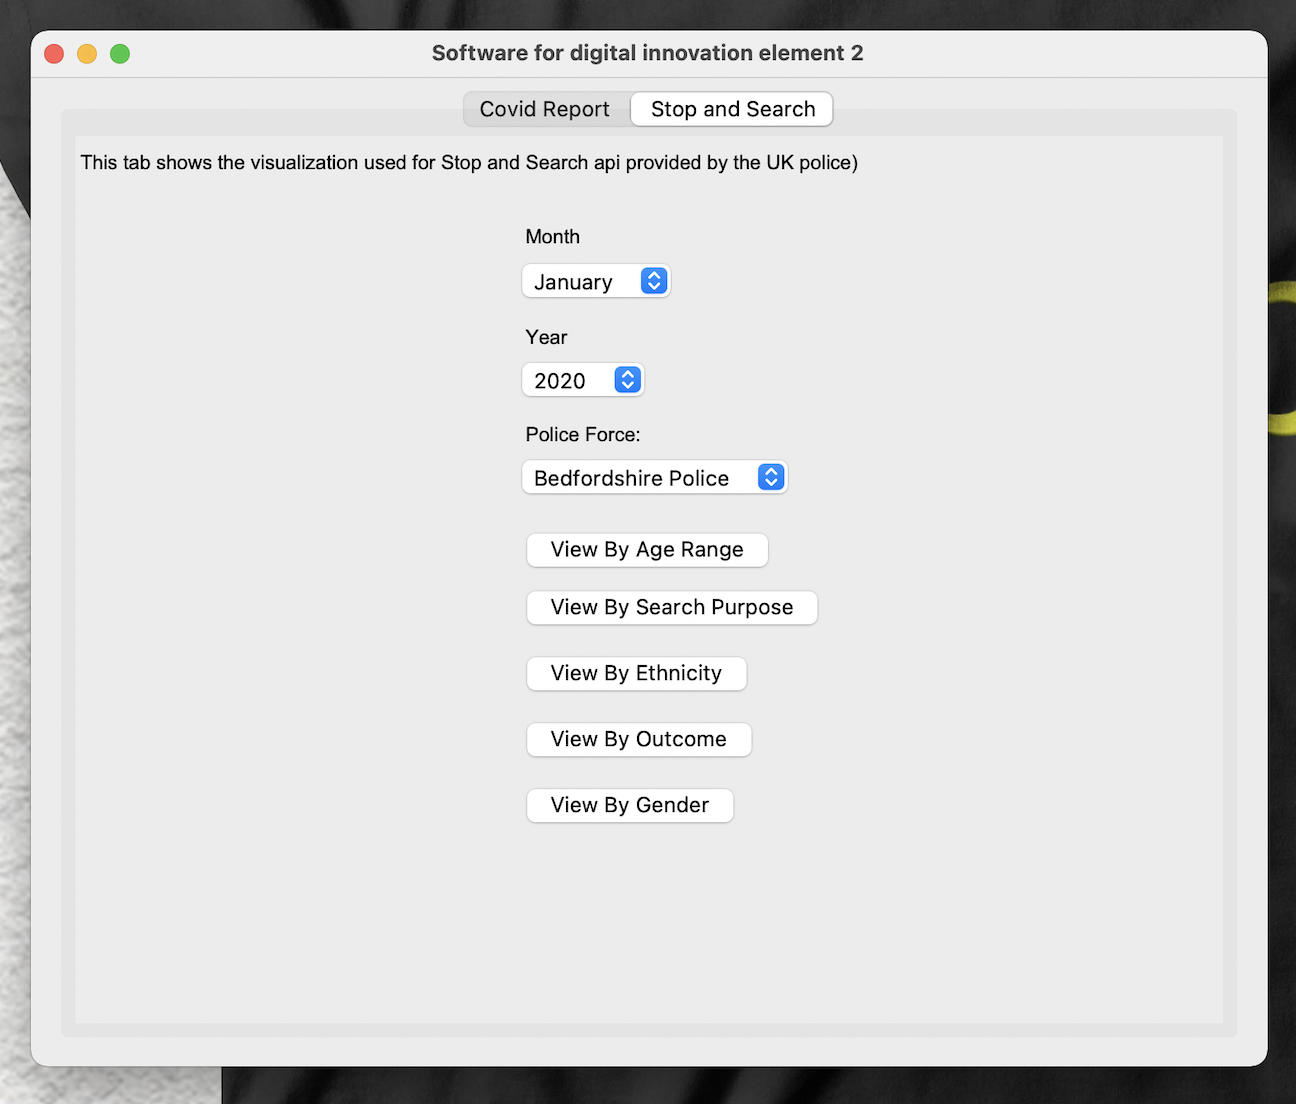 Software for digital innovation element 2
Covid Report
Stop and Search
This tab shows the visualization used for Stop and Search api provided by the UK police)
Month
January
Year
2020
Police Force:
Bedfordshire Police
View By Age Range
View By Search Purpose
View By Ethnicity
View By Outcome
View By Gender